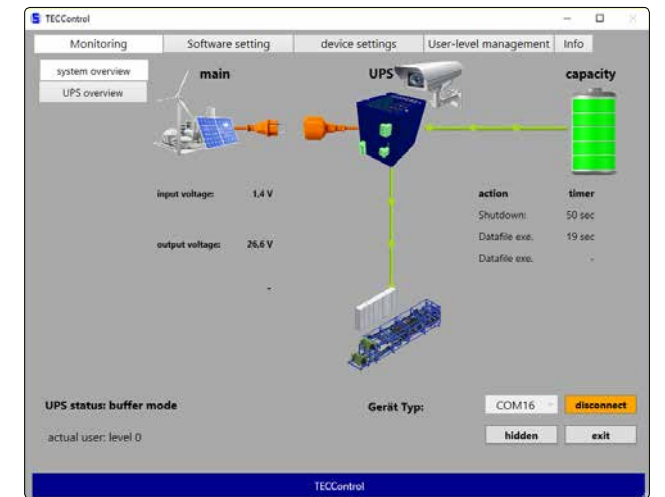 TECControl
Monitoring Software setting device settings User-level management Info
system overview
UPS overview
main UPS capacity
input voltage: 1,4 V
output voltage: 26,6 V
-
action timer
Shutdown: 50 sec
Datafile exe. 19 sec
Datafile exe. -
UPS status: buffer mode
Gerät Typ: COM16 disconnect
actual user: level 0
hidden exit
TECControl